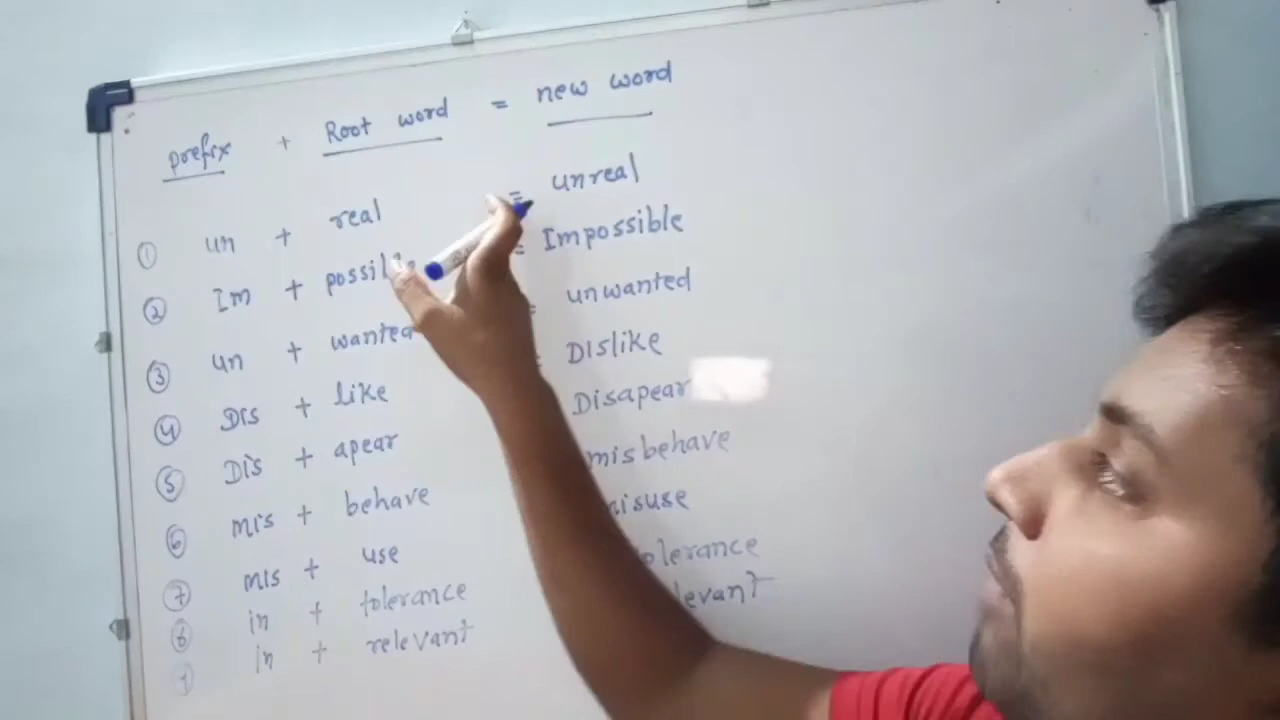 prefix + Root word = new word
1 un + real = unreal
2 Im + possible = Impossible
3 un + wanted = unwanted
4 Dis + like = Dislike
5 Dis + apear Disapear
6 mis + behave misbehave
7 mis + use misuse
8 in + tolerance
9 in + relevant